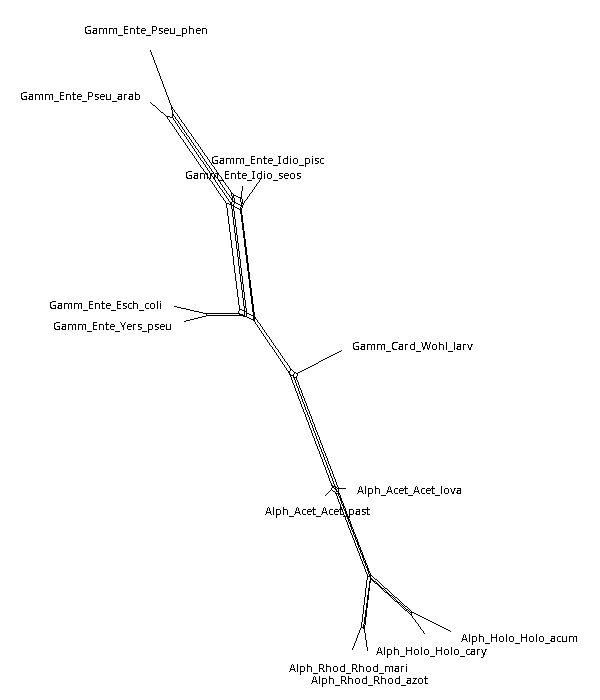 Gamm_Ente_Pseu_phen
Gamm_Ente_Pseu_arab
Gamm_Ente_Idio_pisc
Gamm_Ente_Idio_seos
Gamm_Ente_Esch_coli
Gamm_Ente_Yers_pseu
Gamm_Card_Wohl_larv
Alph_Acet_Acet_lova
Alph_Acet_Acet_past
Alph_Holo_Holo_acum
Alph_Holo_Holo_cary
Alph_Rhod_Rhod_mari
Alph_Rhod_Rhod_azot